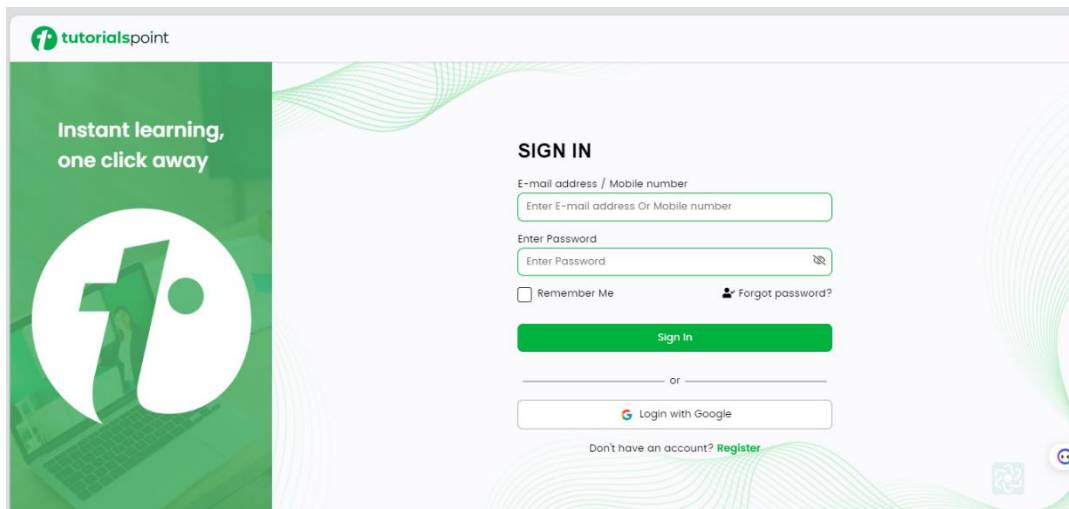 tutorialspoint
Instant learning,
one click away
SIGN IN
E-mail address / Mobile number
Enter E-mail address Or Mobile number
Enter Password
Enter Password
Remember Me
Forgot password?
Sign In
or
Login with Google
Don't have an account? Register